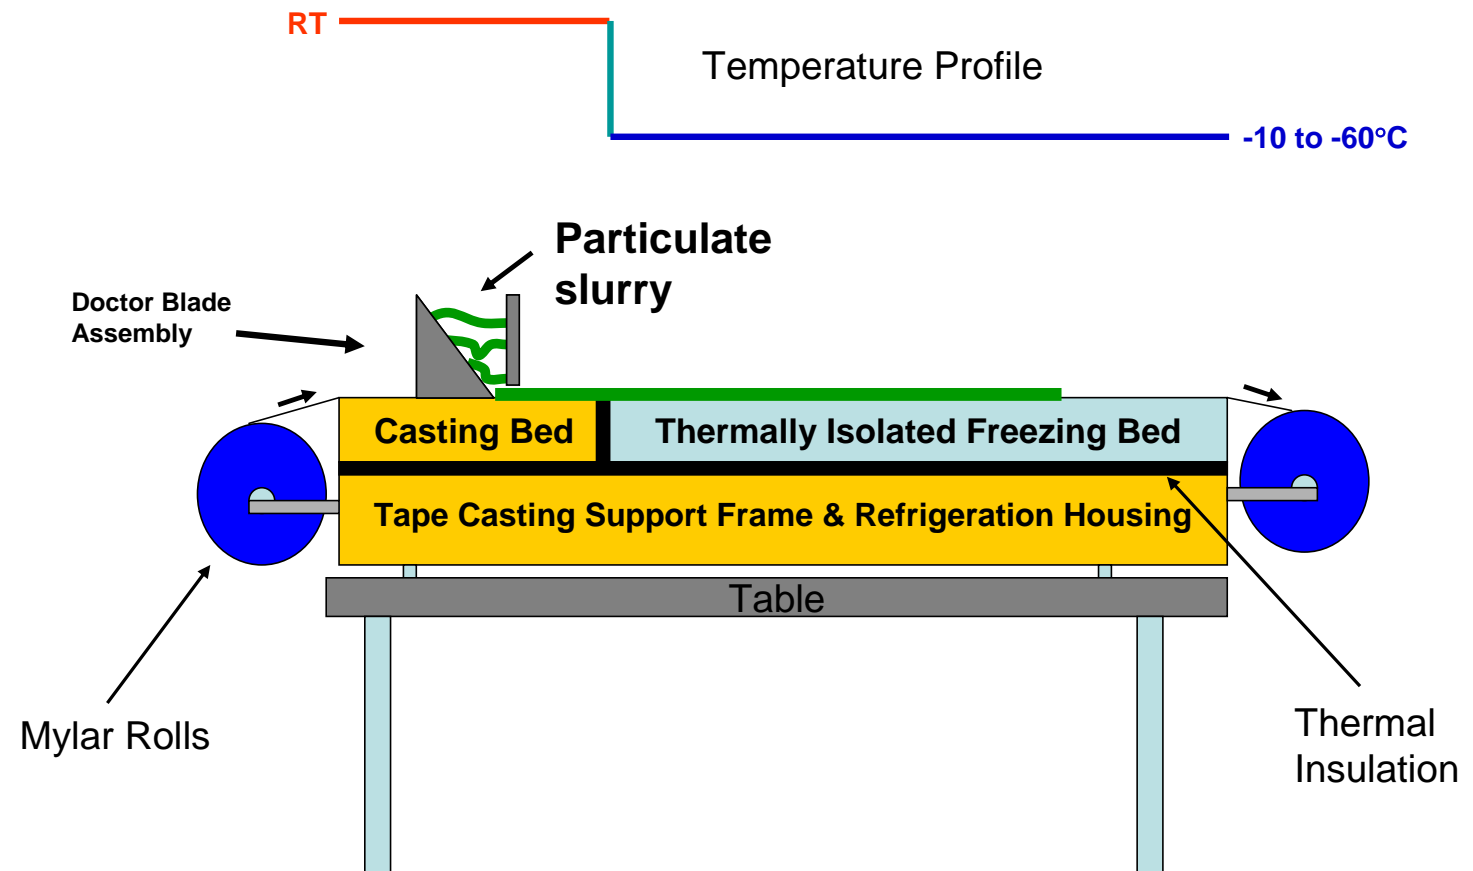 RT
Temperature Profile
-10 to -60°C
Particulate
slurry
Doctor Blade
Assembly
Casting Bed
Thermally Isolated Freezing Bed
Tape Casting Support Frame & Refrigeration Housing
Table
Mylar Rolls
Thermal
Insulation